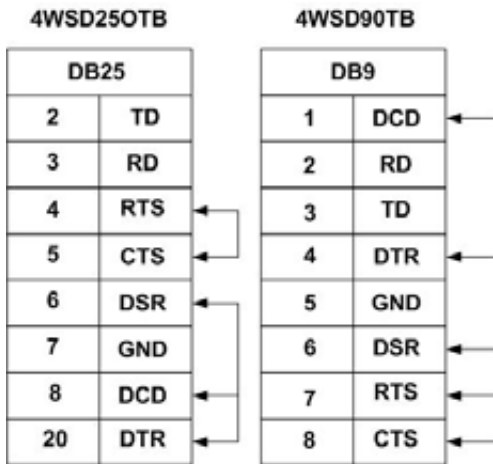 4WSD25OTB
DB25
2 TD
3 RD
4 RTS
5 CTS
6 DSR
7 GND
8 DCD
20 DTR
4WSD90TB
DB9
1 DCD
2 RD
3 TD
4 DTR
5 GND
6 DSR
7 RTS
8 CTS